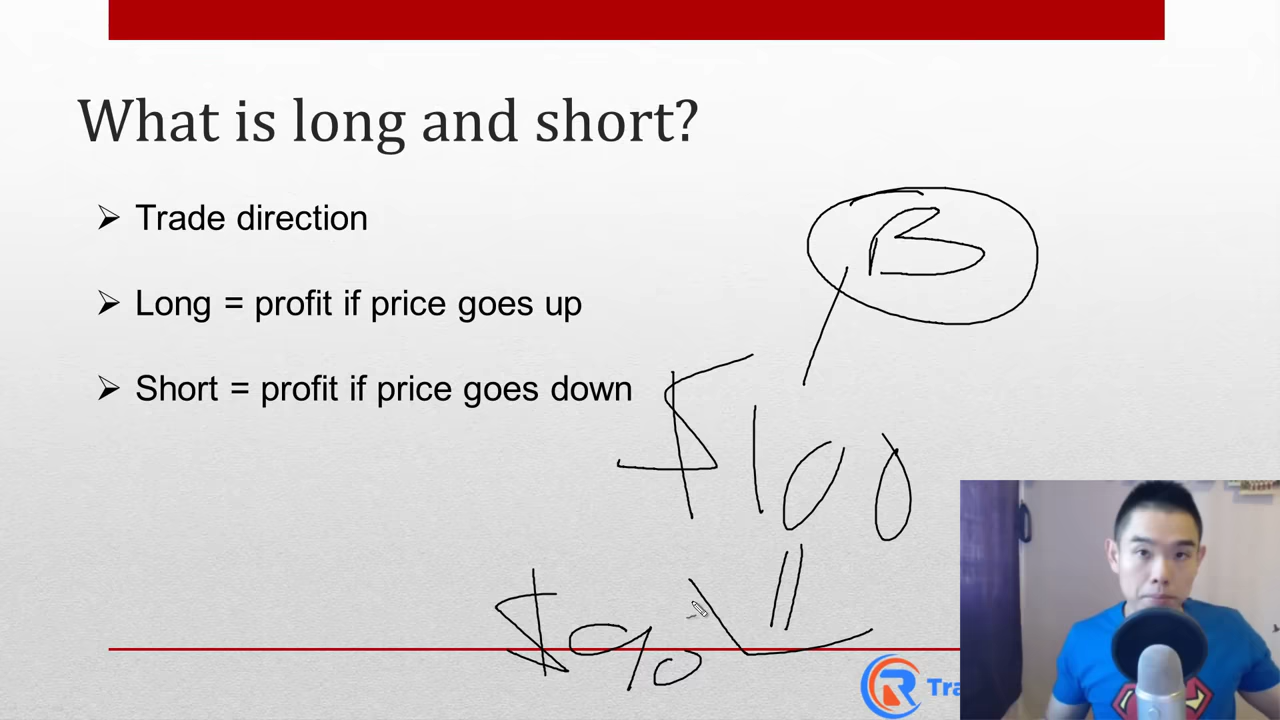 What is long and short?
➢ Trade direction
➢ Long = profit if price goes up
➢ Short = profit if price goes down
B
$100
$90
Tra